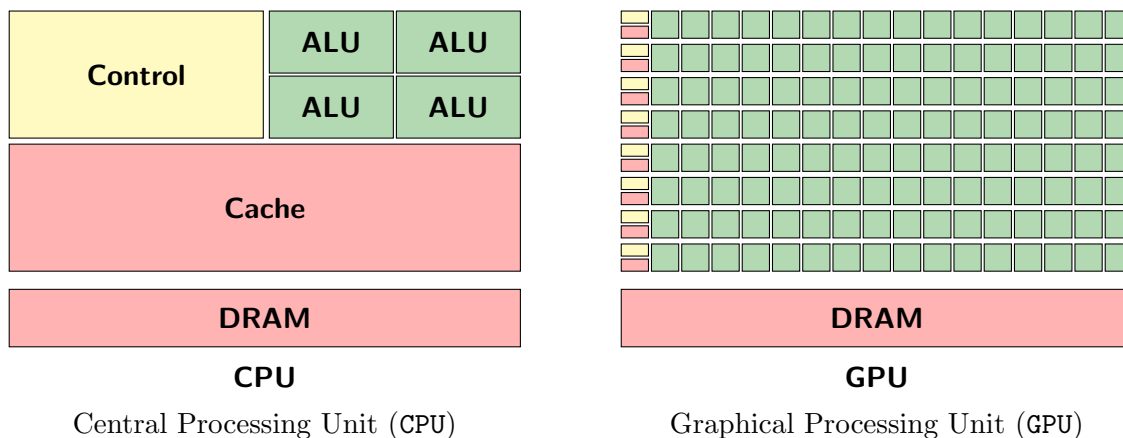 Control
ALU ALU
ALU ALU
Cache
DRAM
CPU
Central Processing Unit (CPU)
DRAM
GPU
Graphical Processing Unit (GPU)